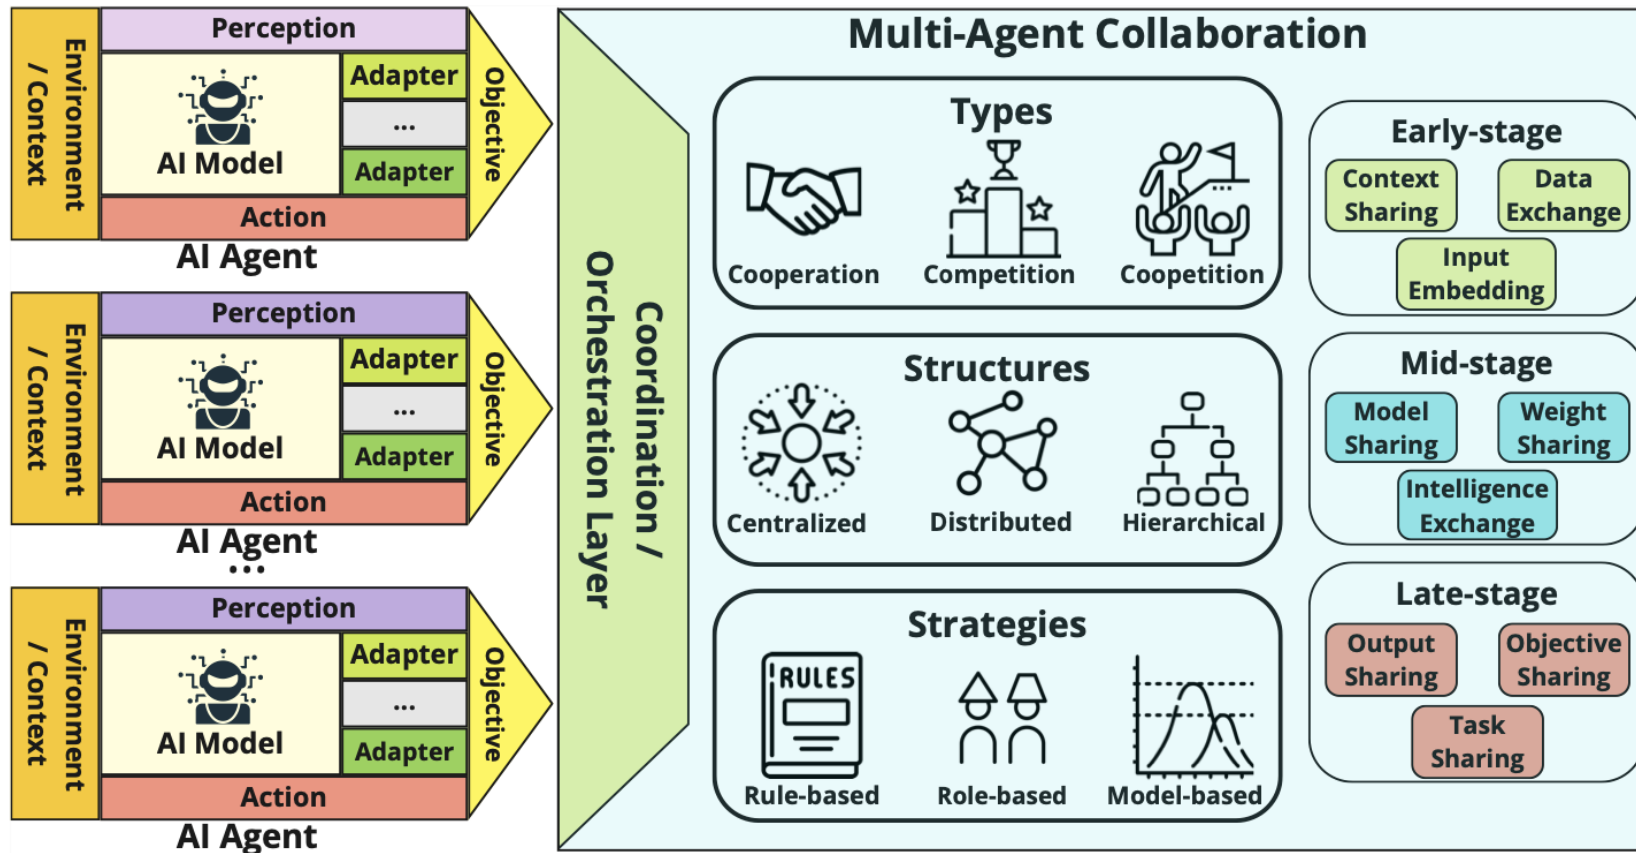 Perception
Environment
/ Context
AI Model
Adapter
...
Adapter
Objective
Action
AI Agent
Perception
Environment
/ Context
AI Model
Adapter
...
Adapter
Objective
Action
AI Agent
...
Perception
Environment
/ Context
AI Model
Adapter
...
Adapter
Objective
Action
AI Agent
Coordination /
Orchestration Layer
Multi-Agent Collaboration
Types
Cooperation
Competition
Coopetition
Structures
Centralized
Distributed
Hierarchical
Strategies
RULES
Rule-based
Role-based
Model-based
Early-stage
Context
Sharing
Data
Exchange
Input
Embedding
Mid-stage
Model
Sharing
Weight
Sharing
Intelligence
Exchange
Late-stage
Output
Sharing
Objective
Sharing
Task
Sharing